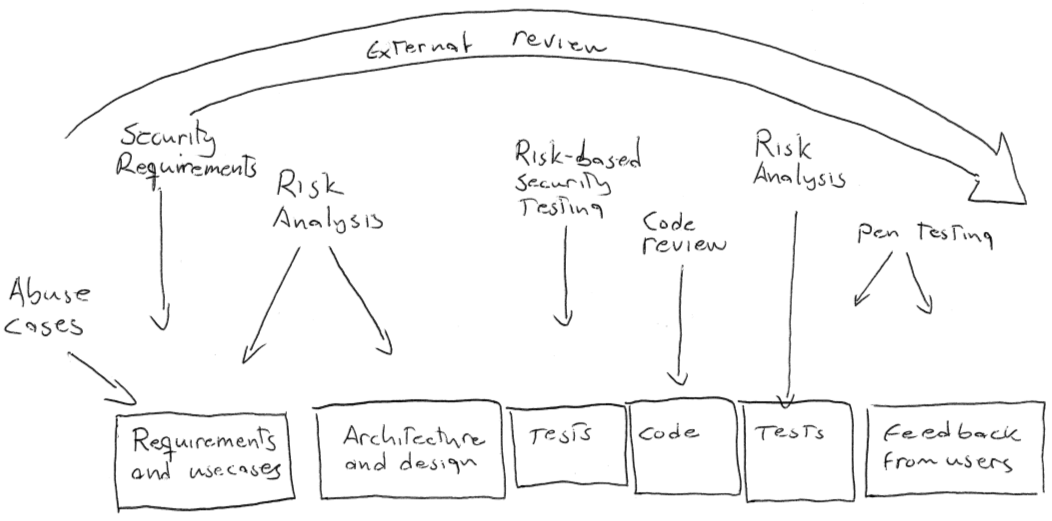 External review
Security
Requirements
Risk
Analysis
Risk-based
Security
Testing
Risk
Analysis
Code
review
Pen Testing
Abuse
cases
Requirements
and usecases
Architecture
and design
Tests
Code
Tests
Feedback
from users